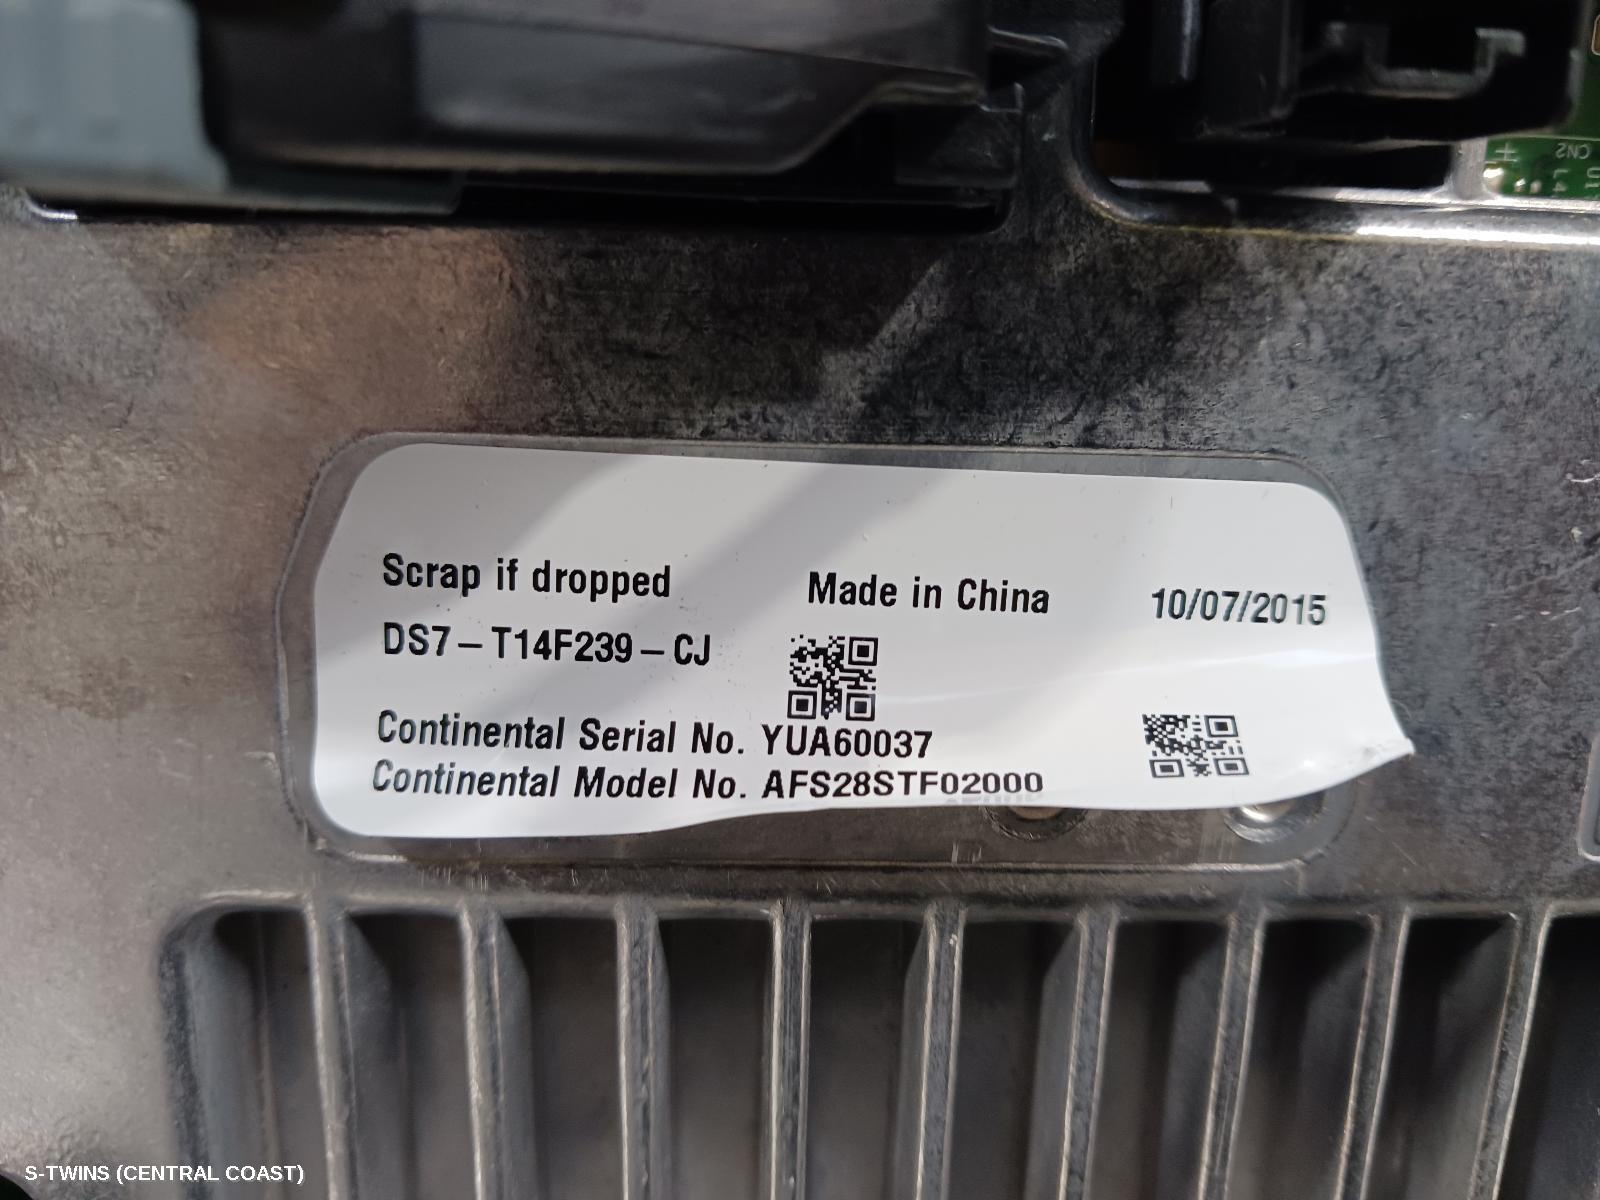 CN2
Scrap if dropped Made in China 10/07/2015
DS7-T14F239-CJ
Continental Serial No. YUA60037
Continental Model No. AFS28STF02000
S-TWINS (CENTRAL COAST)